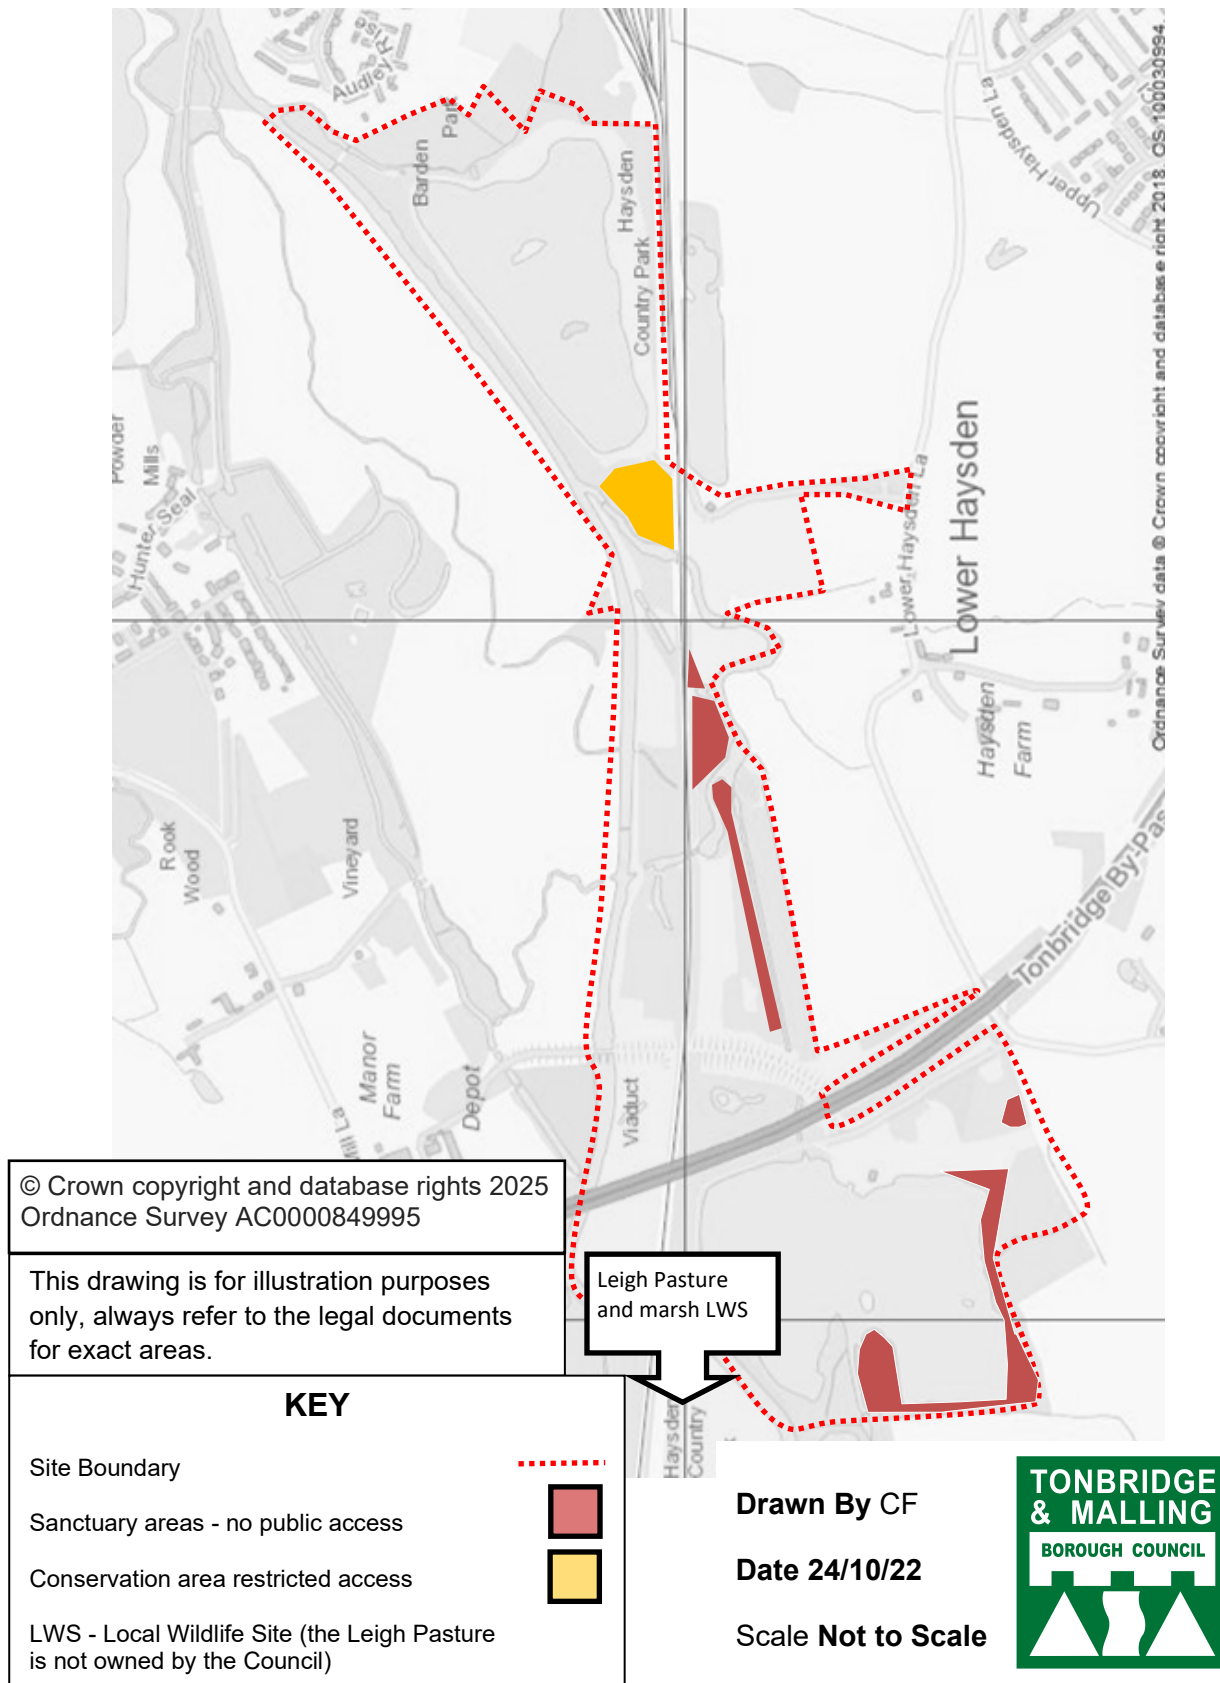 Audley Rise
Barden
Park
Haysden
Country Park
Upper Haysden La
Ordnance Survey data © Crown copyright and database right 2018. OS 100030994.
Powder
Mills
Hunter Seal
Lower Haysden La
Lower Haysden
Haysden
Farm
Rook
Wood
Vineyard
Tonbridge By-Pas
Manor
Farm
Depot
Mill La
Viaduct
© Crown copyright and database rights 2025
Ordnance Survey AC0000849995
This drawing is for illustration purposes
only, always refer to the legal documents
for exact areas.
Leigh Pasture
and marsh LWS
Haysden
Country
KEY
Site Boundary
Sanctuary areas - no public access
Conservation area restricted access
LWS - Local Wildlife Site (the Leigh Pasture
is not owned by the Council)
Drawn By CF
Date 24/10/22
Scale Not to Scale
TONBRIDGE
& MALLING
BOROUGH COUNCIL